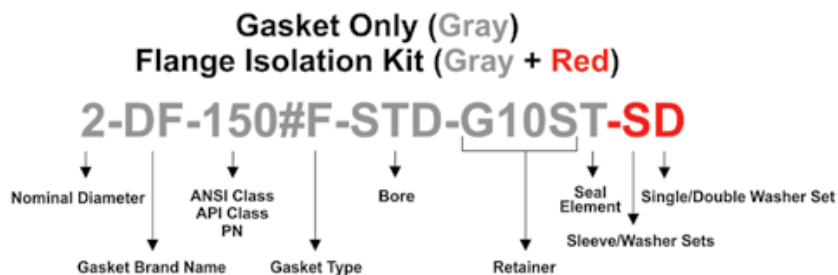 Gasket Only (Gray)
Flange Isolation Kit (Gray + Red)
2-DF-150#F-STD-G10ST-SD
Nominal Diameter
ANSI Class
API Class
PN
Bore
Seal
Element
Single/Double Washer Set
Sleeve/Washer Sets
Gasket Brand Name
Gasket Type
Retainer